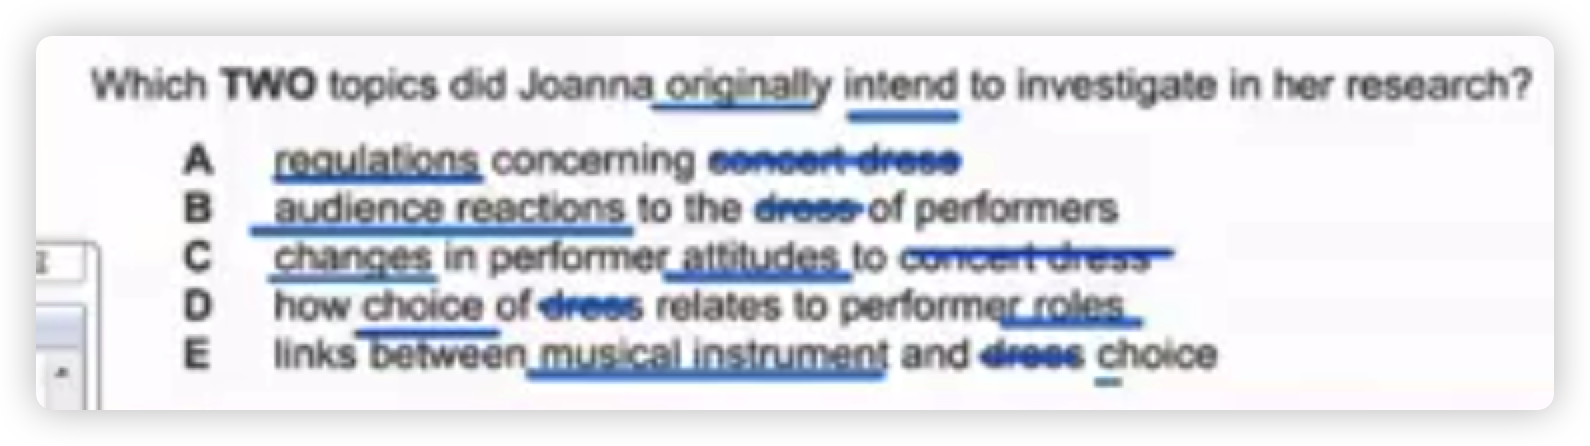 Which TWO topics did Joanna originally intend to investigate in her research?
A regulations concerning concert dress
B audience reactions to the dress of performers
C changes in performer attitudes to concert dress
D how choice of dress relates to performer roles
E links between musical instrument and dress choice